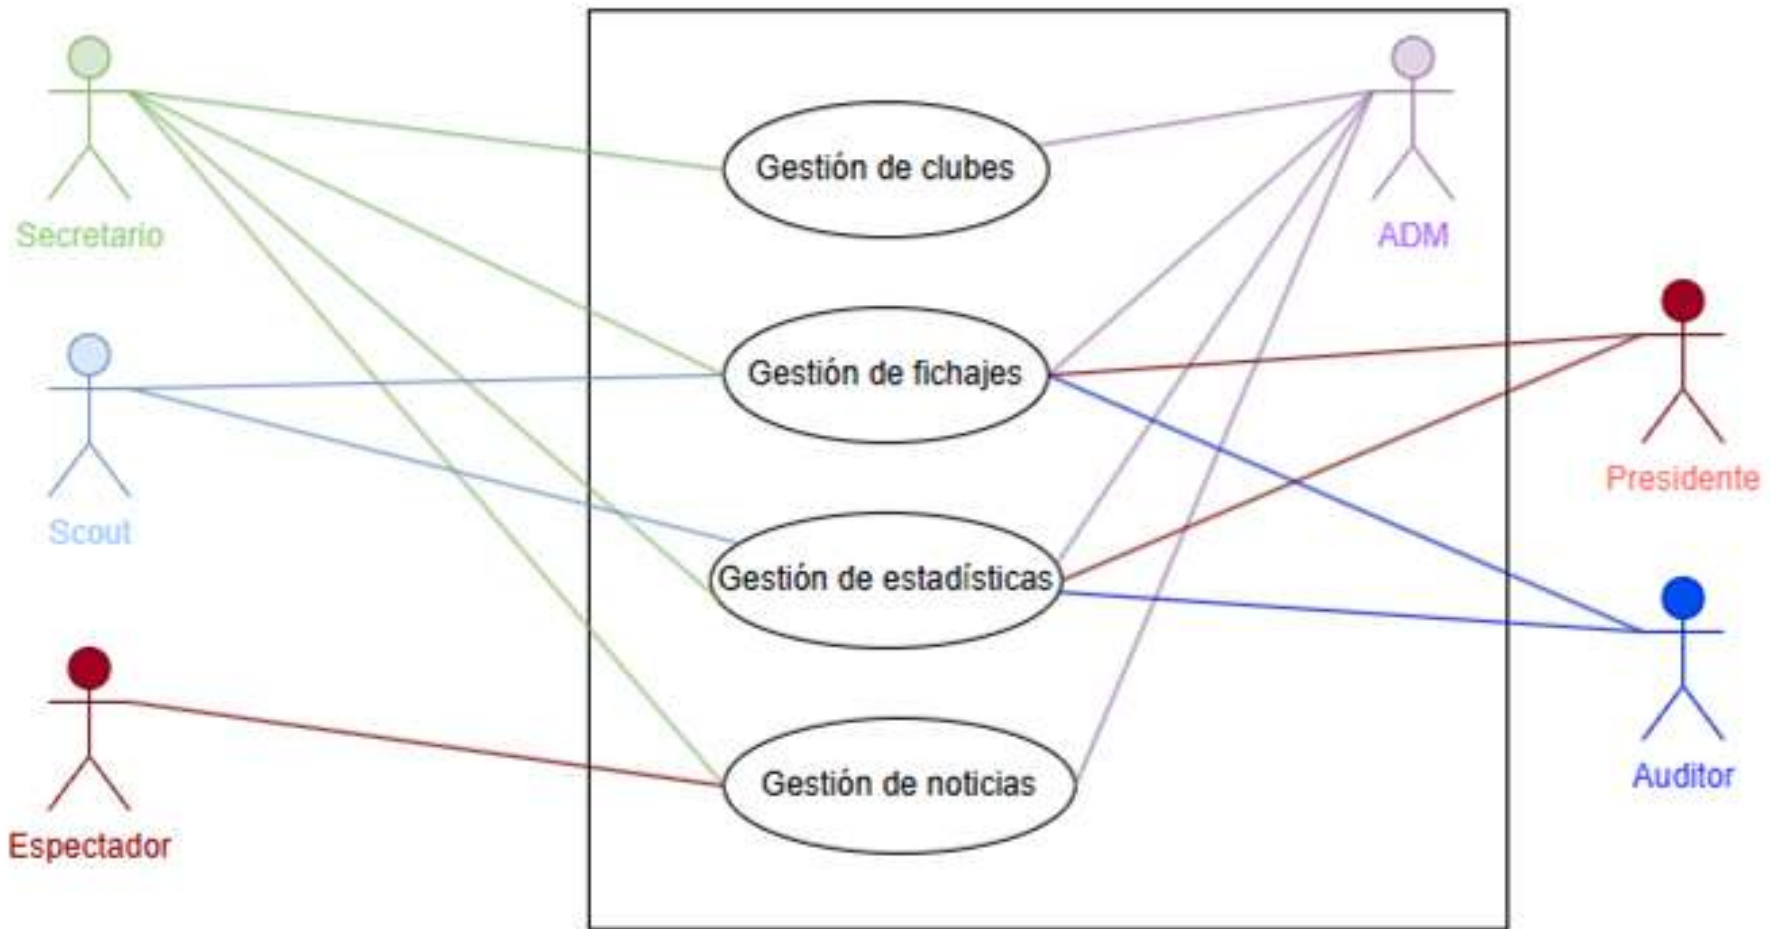 Secretario
Gestión de clubes
ADM
Scout
Gestión de fichajes
Presidente
Gestión de estadísticas
Espectador
Gestión de noticias
Auditor